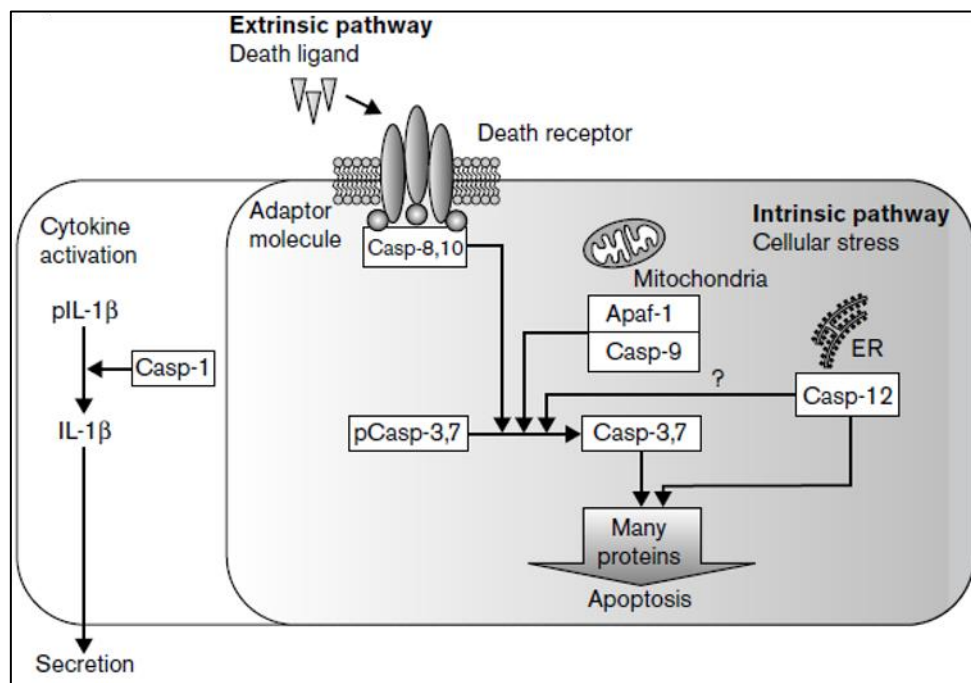 Extrinsic pathway
Death ligand
Death receptor
Cytokine
activation
Adaptor
molecule
Casp-8,10
Intrinsic pathway
Cellular stress
Mitochondria
pIL-1β
Casp-1
IL-1β
Apaf-1
Casp-9
ER
?
Casp-12
pCasp-3,7
Casp-3,7
Many
proteins
Apoptosis
Secretion